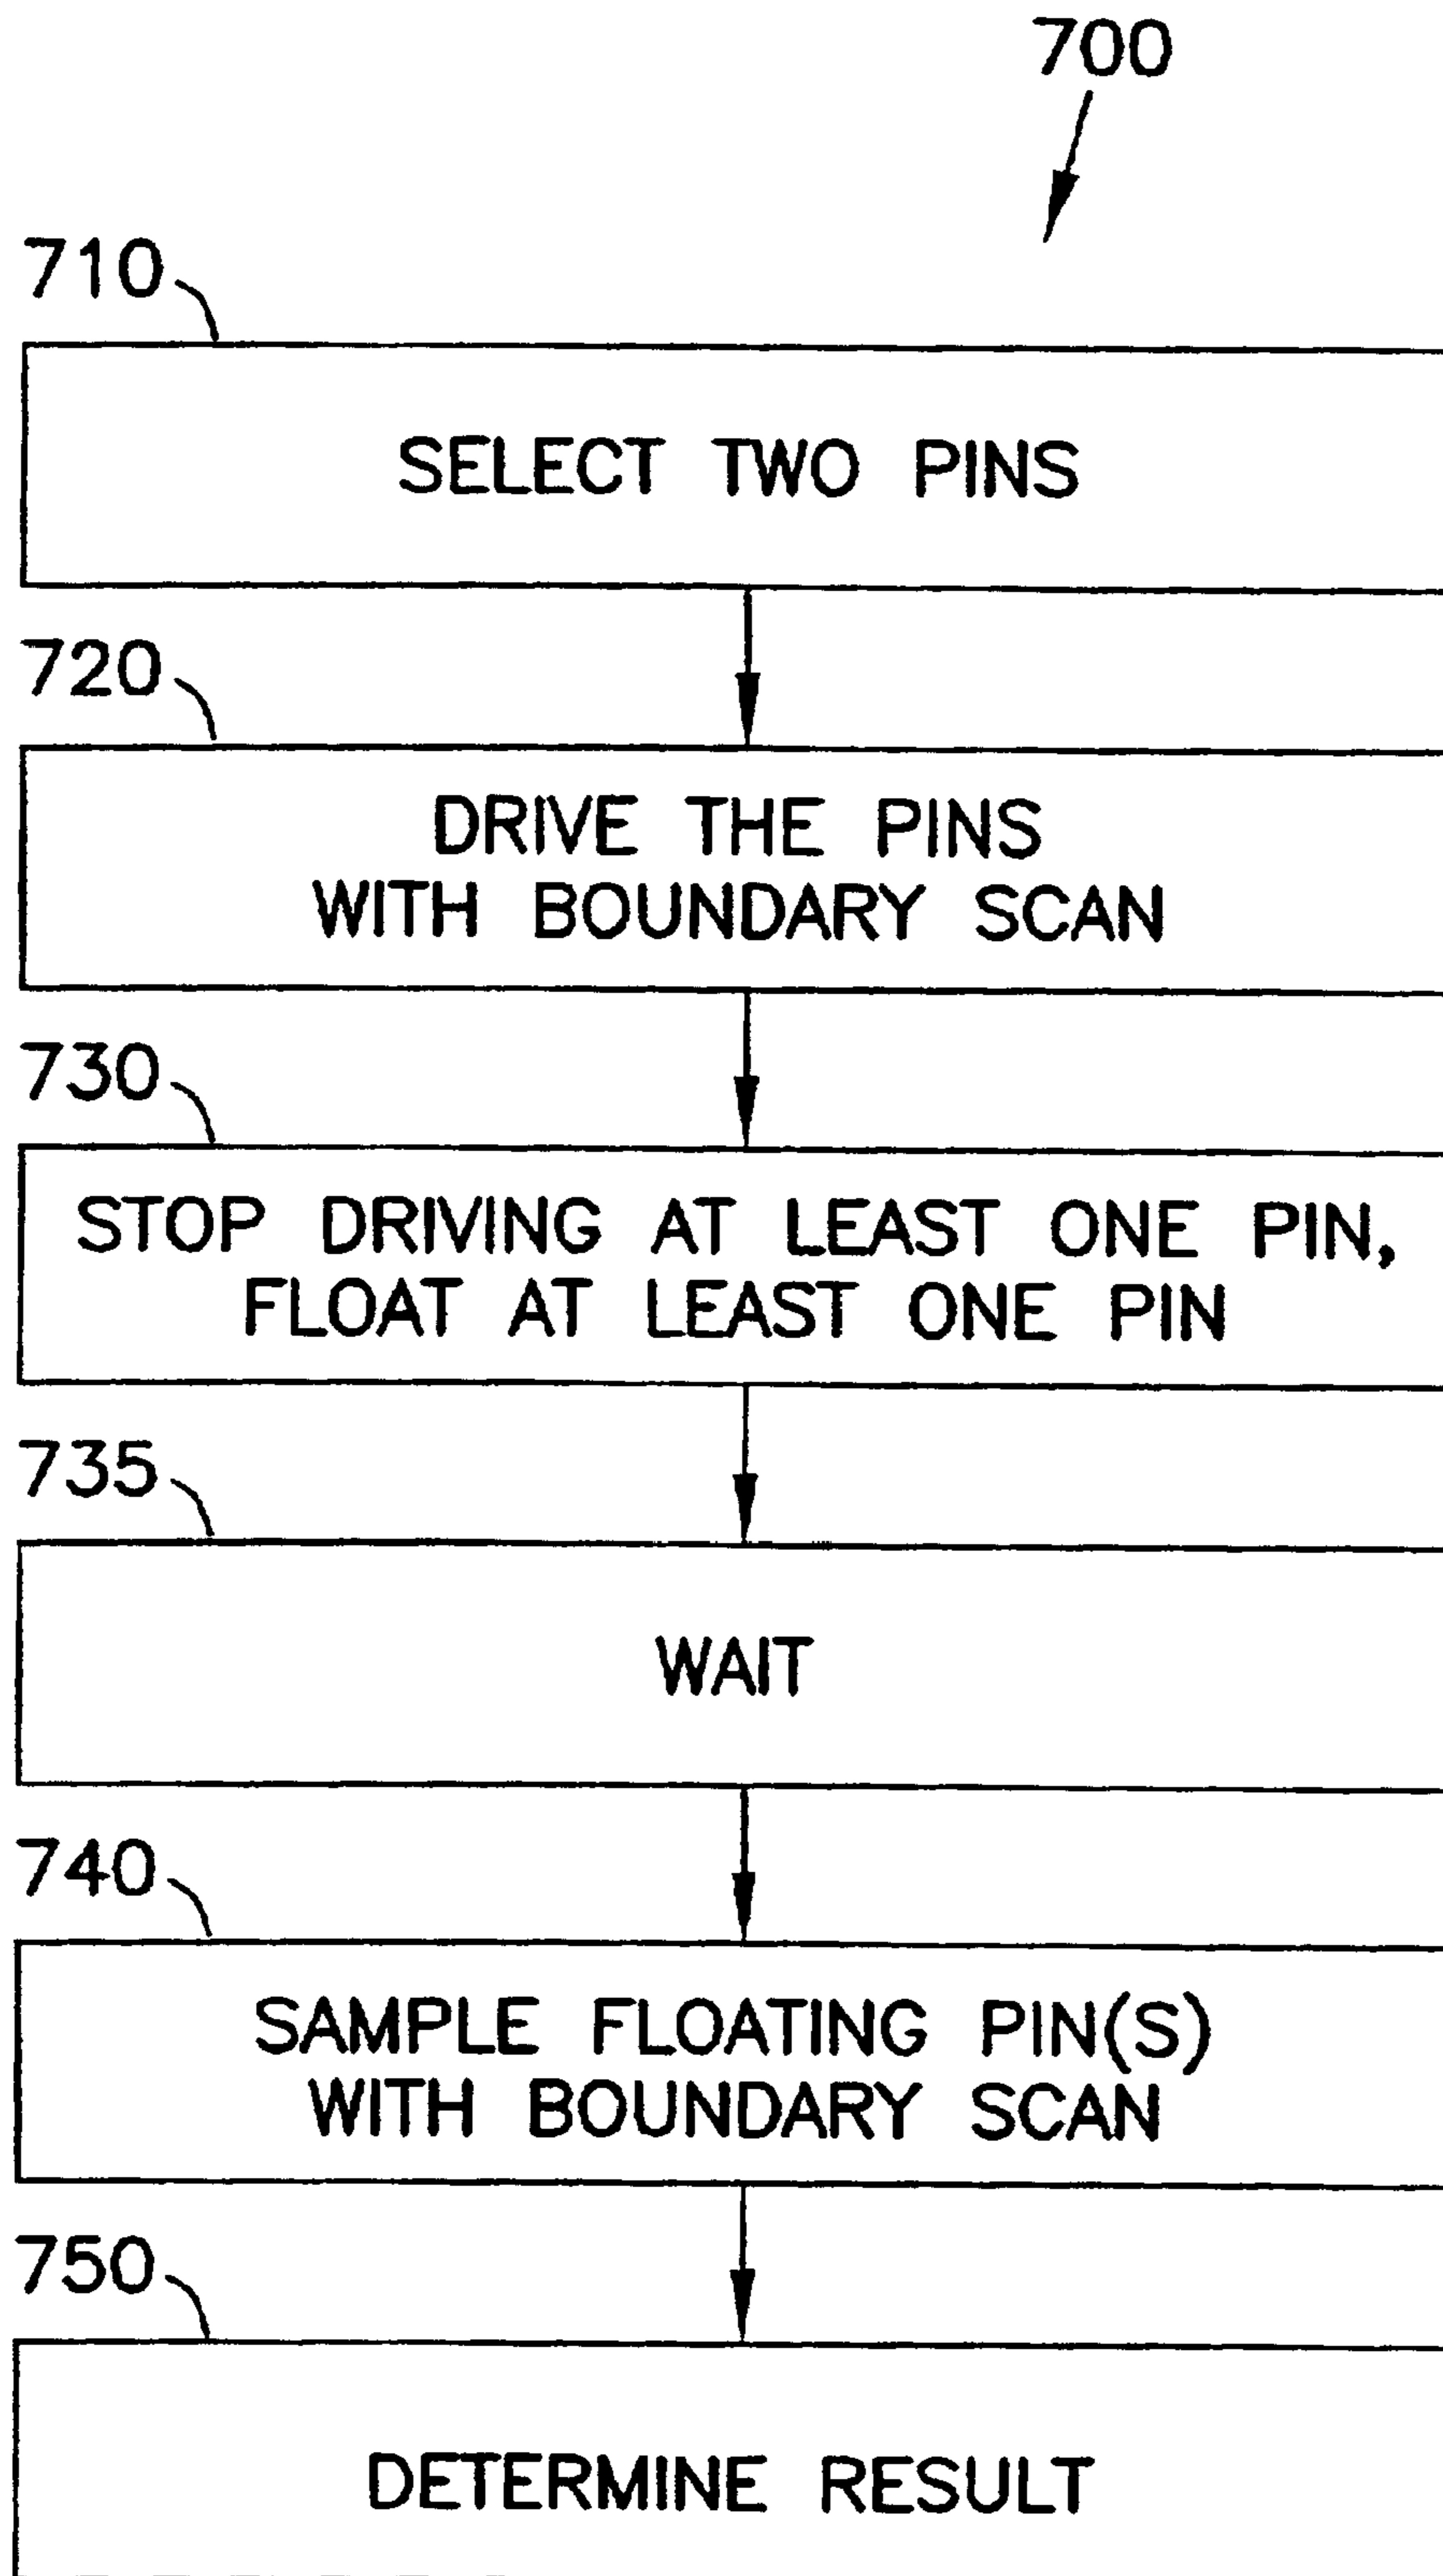 700
710
SELECT TWO PINS
720
DRIVE THE PINS
WITH BOUNDARY SCAN
730
STOP DRIVING AT LEAST ONE PIN,
FLOAT AT LEAST ONE PIN
735
WAIT
740
SAMPLE FLOATING PIN(S)
WITH BOUNDARY SCAN
750
DETERMINE RESULT